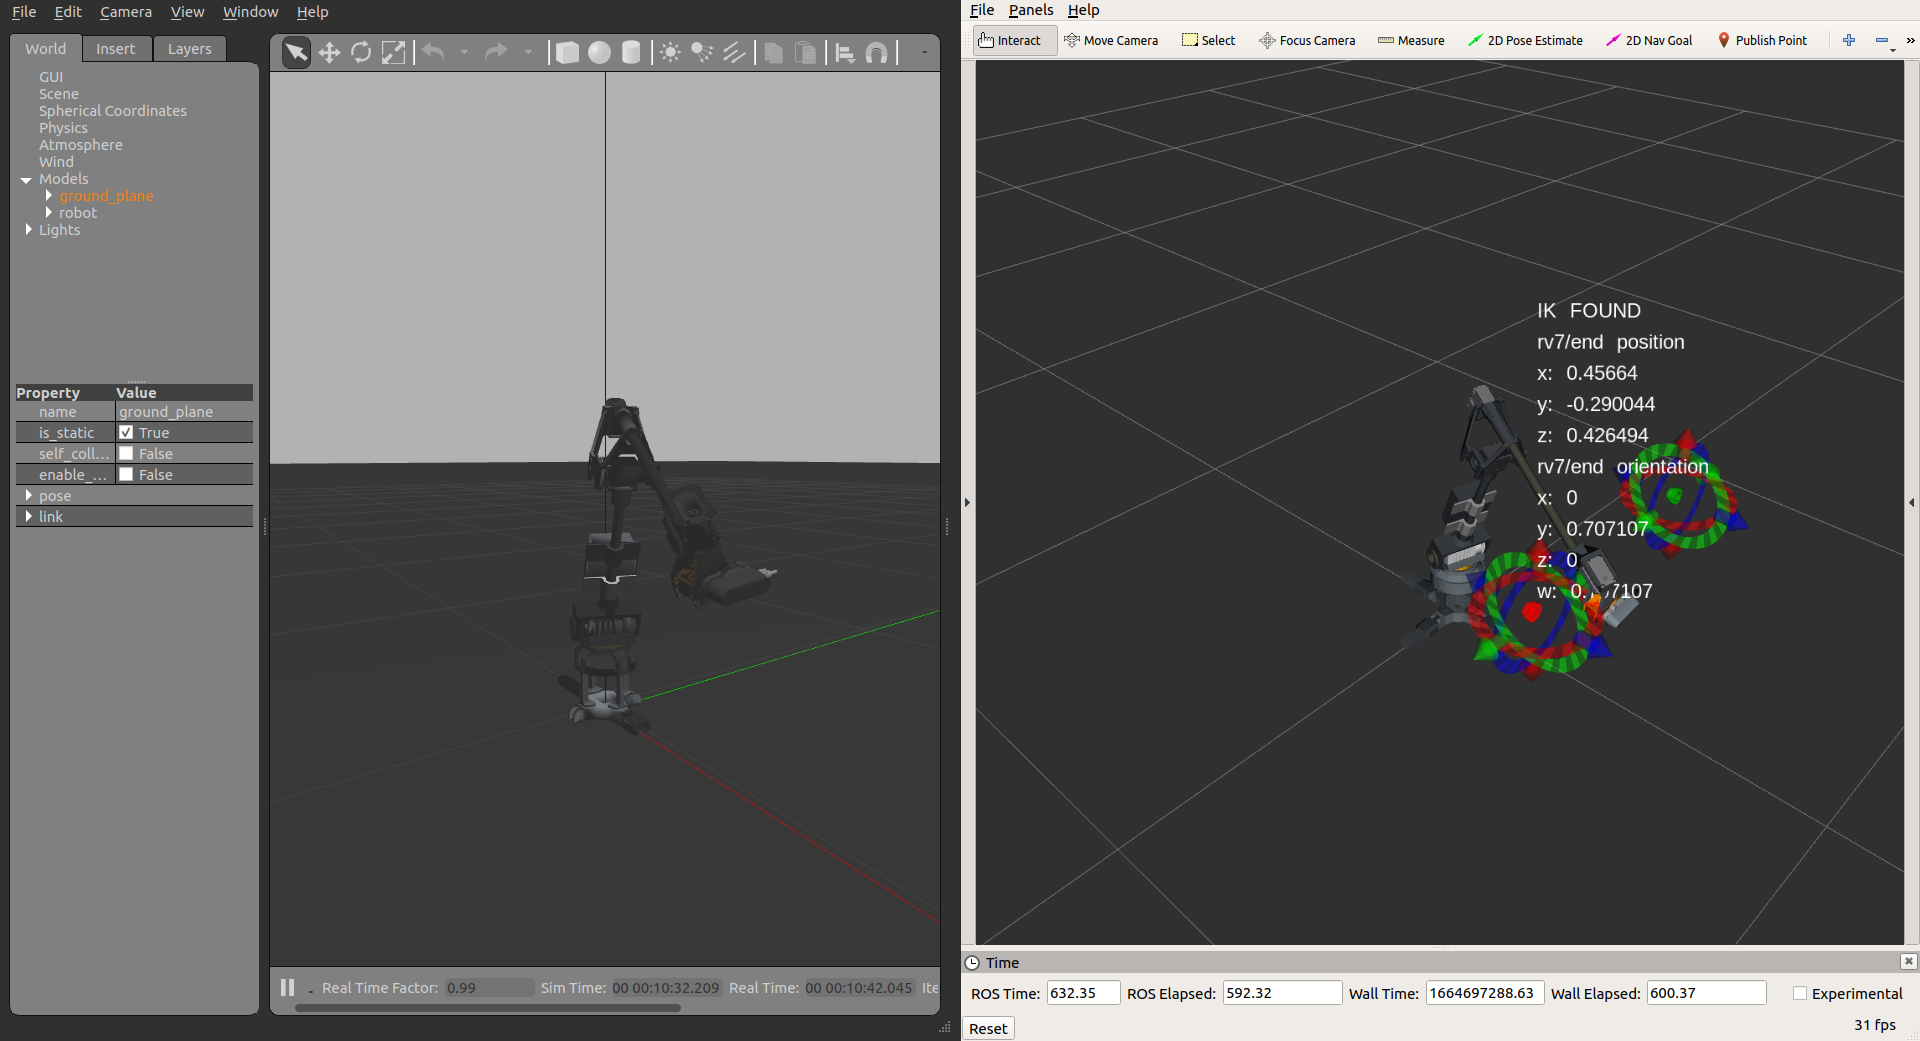 File Edit Camera View Window Help
World Insert Layers
GUI
Scene
Spherical Coordinates
Physics
Atmosphere
Wind
Models
ground_plane
robot
Lights
Property Value
name ground_plane
is_static True
self_coll... False
enable_... False
pose
link
Real Time Factor: 0.99 Sim Time: 00 00:10:32.209 Real Time: 00 00:10:42.045 Ite
File Panels Help
Interact Move Camera Select Focus Camera Measure 2D Pose Estimate 2D Nav Goal Publish Point »
IK FOUND
rv7/end position
x: 0.45664
y: -0.290044
z: 0.426494
rv7/end orientation
x: 0
y: 0.707107
z: 0
w: 0.707107
Time
ROS Time: 632.35 ROS Elapsed: 592.32 Wall Time: 1664697288.63 Wall Elapsed: 600.37 Experimental
Reset 31 fps